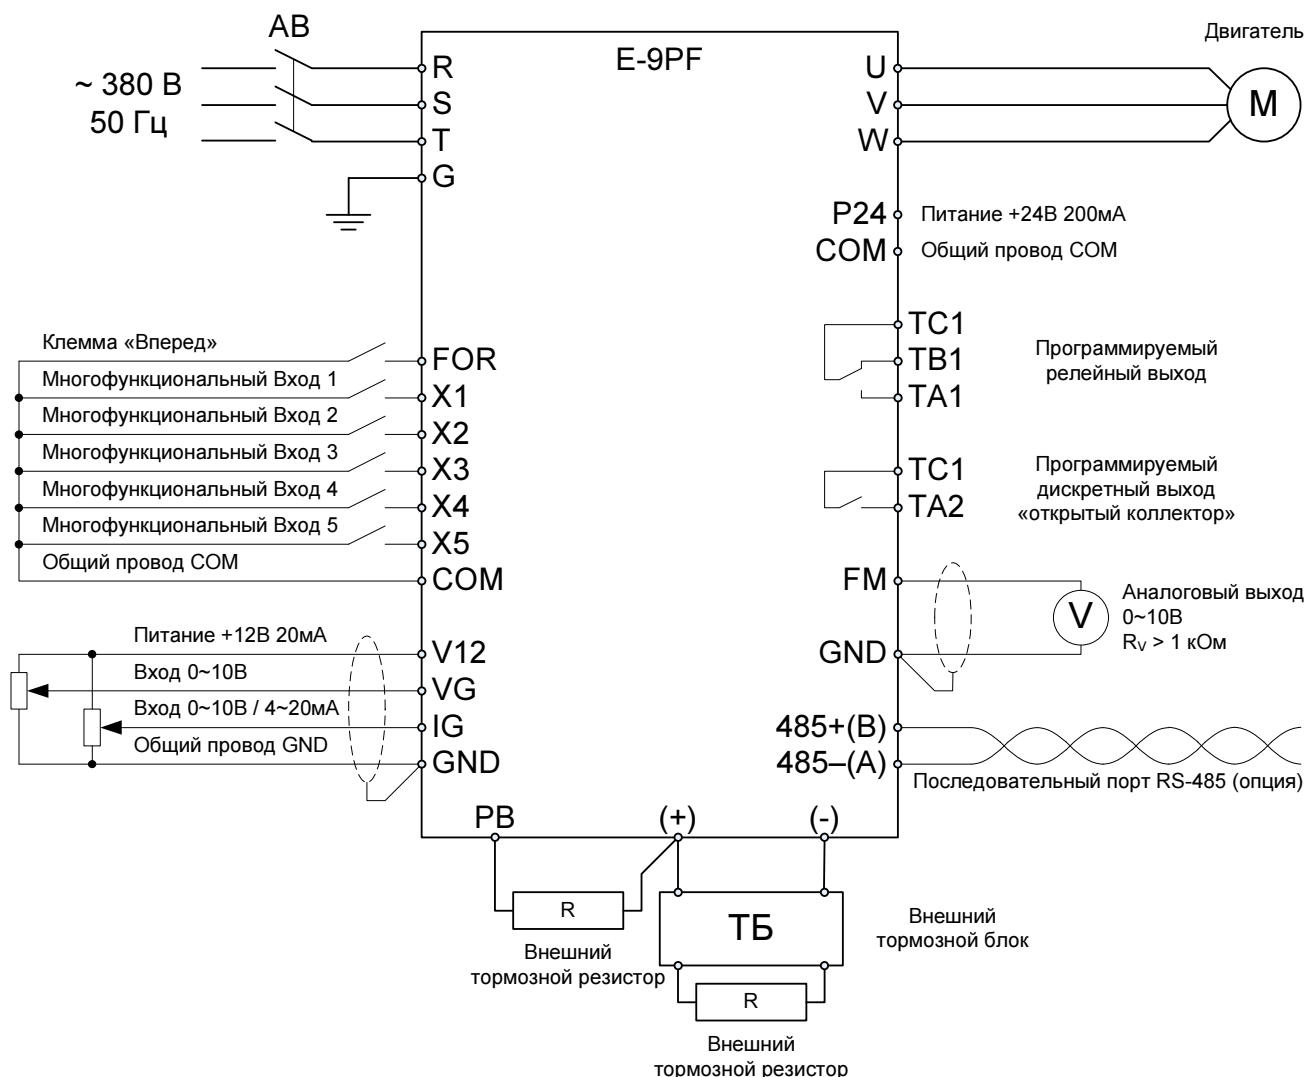 АВ
E-9PF
Двигатель
~ 380 В
50 Гц
R
S
T
G
U
V
W
M
P24
Питание +24В 200мА
COM
Общий провод COM
Клемма «Вперед»
FOR
Многофункциональный Вход 1
X1
Многофункциональный Вход 2
X2
Многофункциональный Вход 3
X3
Многофункциональный Вход 4
X4
Многофункциональный Вход 5
X5
Общий провод COM
COM
TC1
TB1
TA1
Программируемый
релейный выход
TC1
TA2
Программируемый
дискретный выход
«открытый коллектор»
FM
GND
V
Аналоговый выход
0~10В
RV > 1 кОм
Питание +12В 20мА
V12
Вход 0~10В
VG
Вход 0~10В / 4~20мА
IG
Общий провод GND
GND
485+(B)
485–(A)
Последовательный порт RS-485 (опция)
PB
(+)
(-)
R
Внешний
тормозной резистор
ТБ
Внешний
тормозной блок
R
Внешний
тормозной резистор